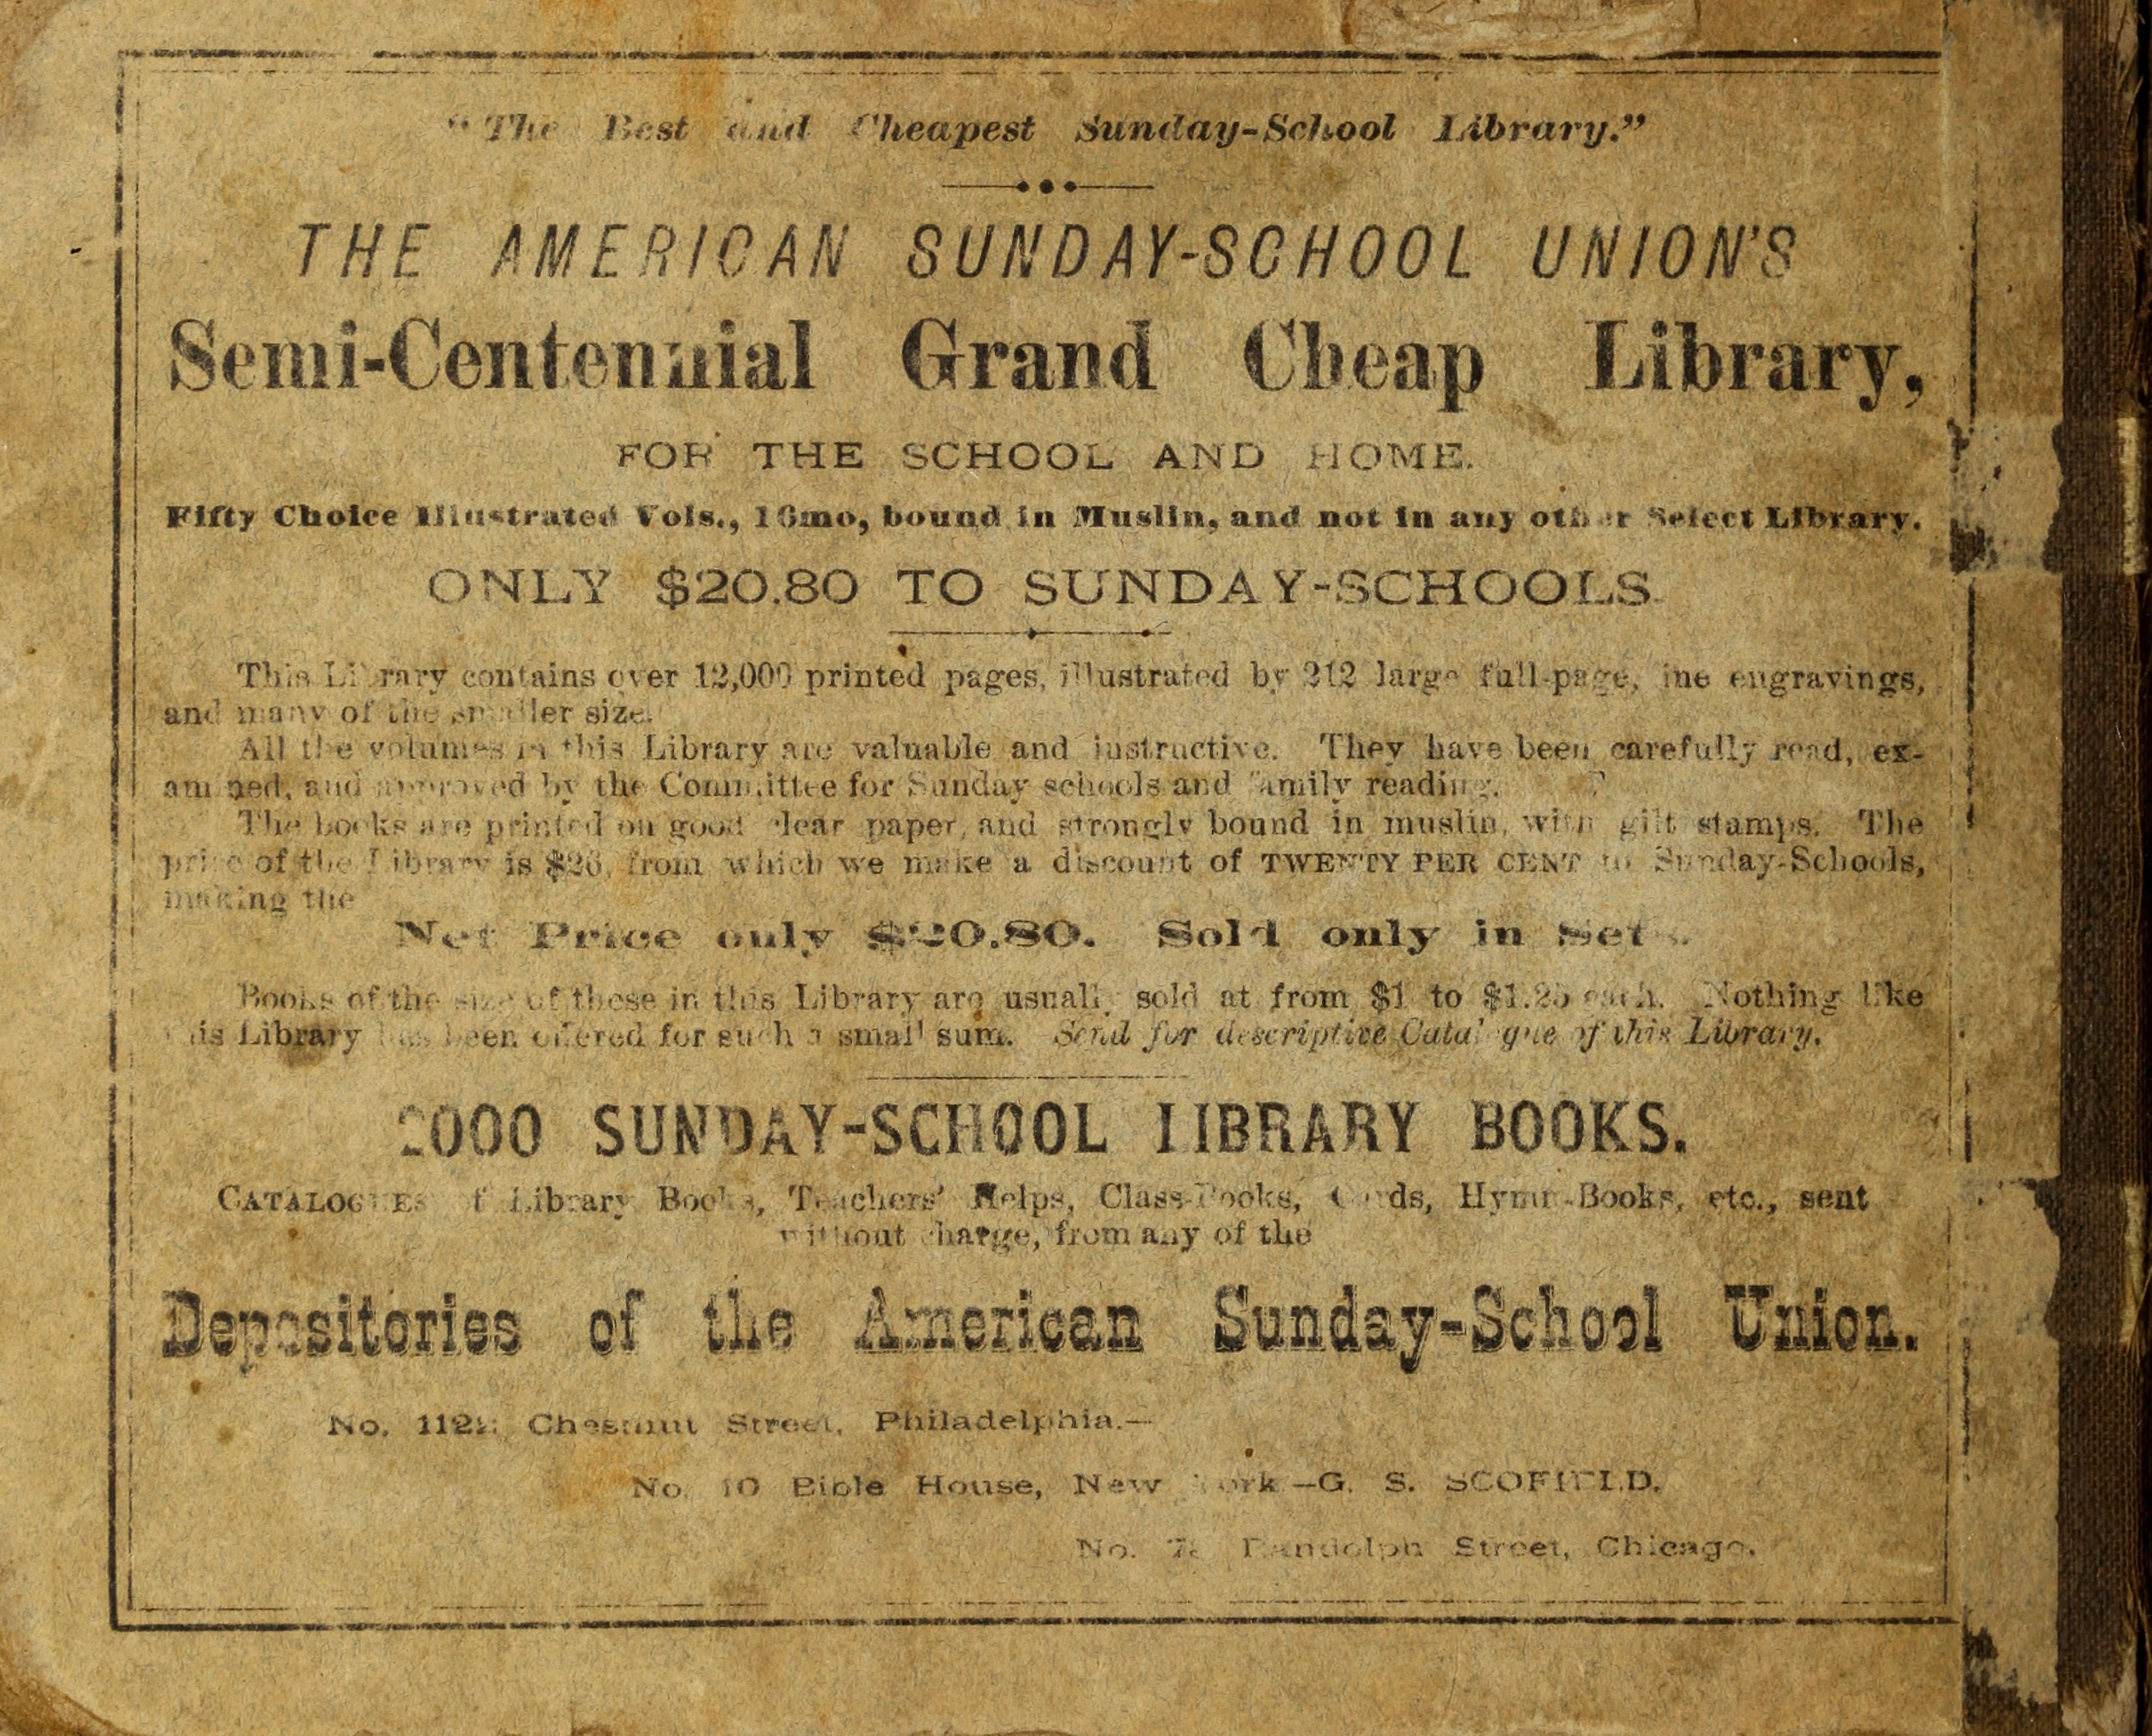 “The Best and Cheapest Sunday-School Library.”
THE AMERICAN SUNDAY-SCHOOL UNION'S
Semi-Centennial Grand Cheap Library,
FOR THE SCHOOL AND HOME.
Fifty Choice Illustrated Vols., 16mo, bound in Muslin, and not in any other Select Library.
ONLY $20.80 TO SUNDAY-SCHOOLS.
This Library contains over 12,000 printed pages, illustrated by 212 large full-page, fine engravings,
and many of the smaller size.
All the volumes in this Library are valuable and instructive. They have been carefully read, ex-
amined, and approved by the Committee for Sunday schools and family reading.
The books are printed on good clear paper, and strongly bound in muslin, with gilt stamps. The
price of the Library is $26, from which we make a discount of TWENTY PER CENT to Sunday-Schools,
making the
Net Price only $20.80. Sold only in Sets.
Books of the size of these in this Library are usually sold at from $1 to $1.25 each. Nothing like
this Library has been offered for such a small sum. Send for descriptive Catalogue of this Library.
2000 SUNDAY-SCHOOL LIBRARY BOOKS.
CATALOGUES of Library Books, Teachers' Helps, Class-Books, Cards, Hymn-Books, etc., sent
without charge, from any of the
Depositories of the American Sunday-School Union.
No. 1122 Chestnut Street, Philadelphia.—
No. 10 Bible House, New York—G. S. SCOFIELD.
No. Randolph Street, Chicago.